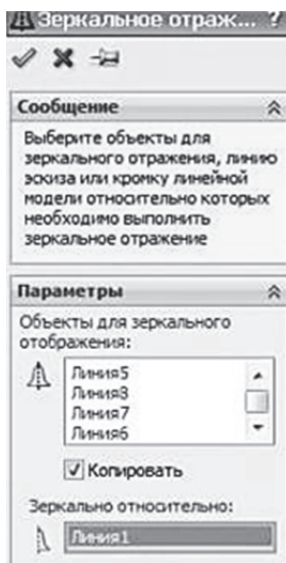 Зеркальное отраж... ?
Сообщение
Выберите объекты для
зеркального отражения, линию
эскиза или кромку линейной
модели относительно которых
необходимо выполнить
зеркальное отражение
Параметры
Объекты для зеркального
отображения:
Линия5
Линия3
Линия7
Линия6
Копировать
Зеркально относительно:
Линия1